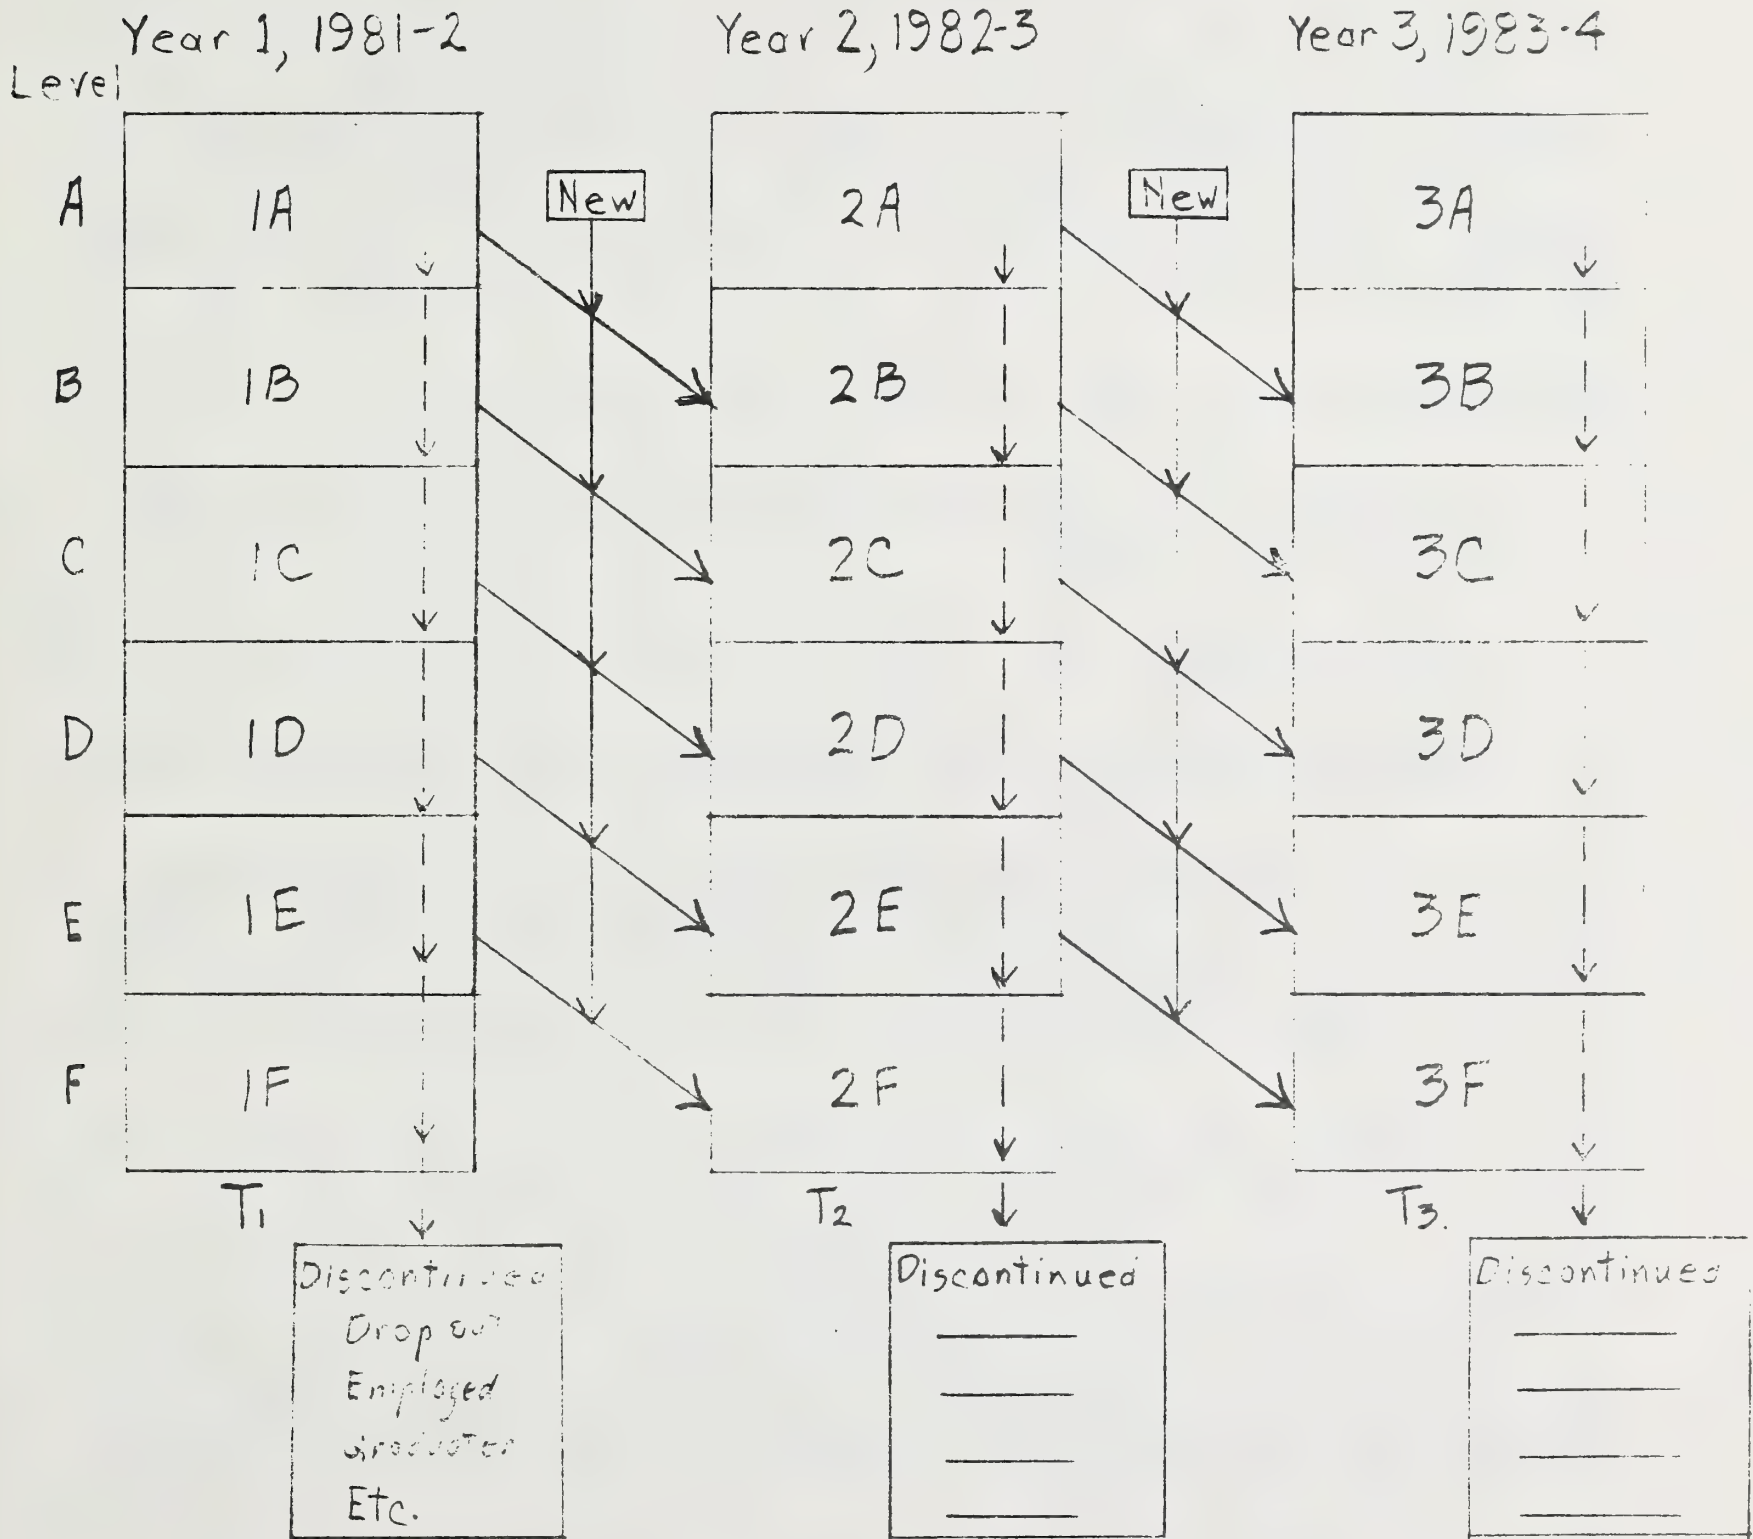 Year 1, 1981-2 Year 2, 1982-3 Year 3, 1983-4
Level
A 1A New 2A New 3A
B 1B 2B 3B
C 1C 2C 3C
D 1D 2D 3D
E 1E 2E 3E
F 1F 2F 3F
T1 T2 T3.
Discontinued Discontinued Discontinued
Drop out
Employed
Graduated
Etc.